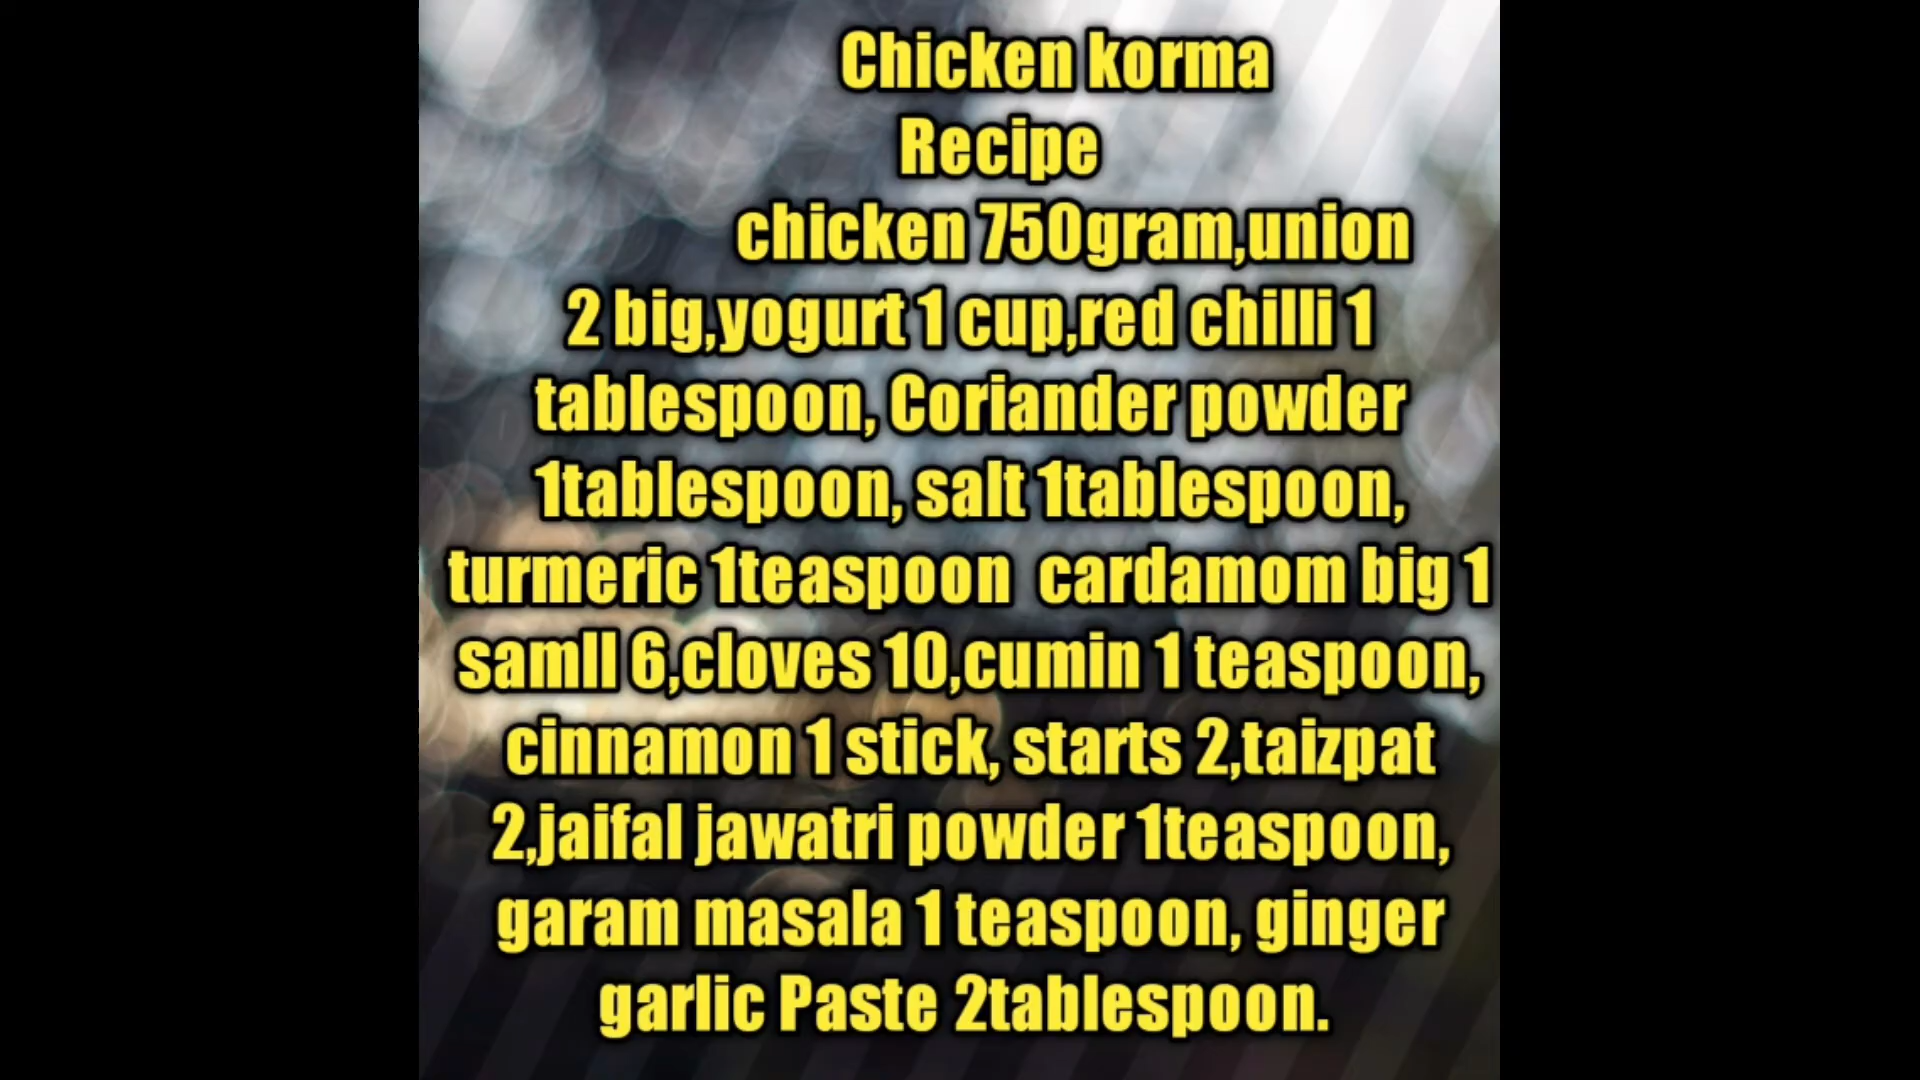 Chicken korma
Recipe
chicken 750gram,union
2 big,yogurt 1 cup,red chilli 1
tablespoon, Coriander powder
1tablespoon, salt 1tablespoon,
turmeric 1teaspoon  cardamom big 1
samll 6,cloves 10,cumin 1 teaspoon,
cinnamon 1 stick, starts 2,taizpat
2,jaifal jawatri powder 1teaspoon,
garam masala 1 teaspoon, ginger
garlic Paste 2tablespoon.